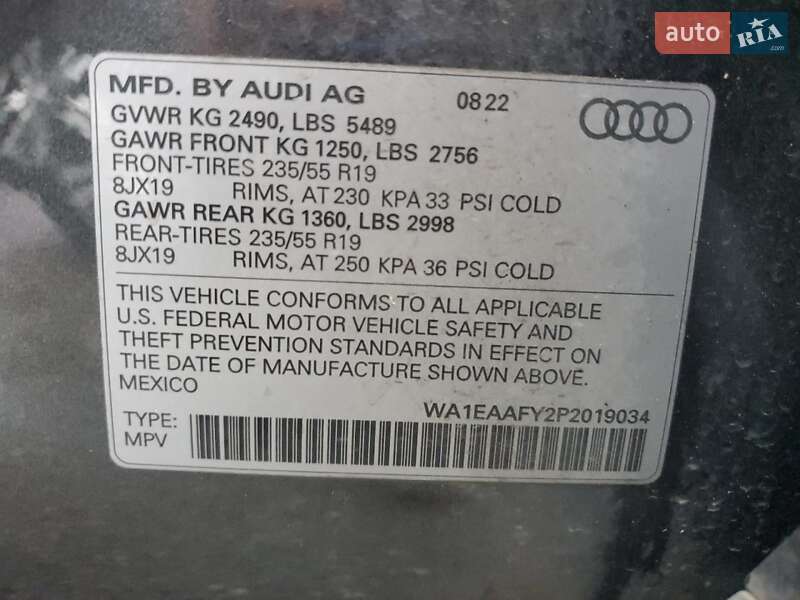 auto RIA.com
MFD. BY AUDI AG 0822
GVWR KG 2490, LBS 5489
GAWR FRONT KG 1250, LBS 2756
FRONT-TIRES 235/55 R19
8JX19 RIMS, AT 230 KPA 33 PSI COLD
GAWR REAR KG 1360, LBS 2998
REAR-TIRES 235/55 R19
8JX19 RIMS, AT 250 KPA 36 PSI COLD
THIS VEHICLE CONFORMS TO ALL APPLICABLE
U.S. FEDERAL MOTOR VEHICLE SAFETY AND
THEFT PREVENTION STANDARDS IN EFFECT ON
THE DATE OF MANUFACTURE SHOWN ABOVE.
MEXICO
WA1EAAFY2P2019034
TYPE:
MPV